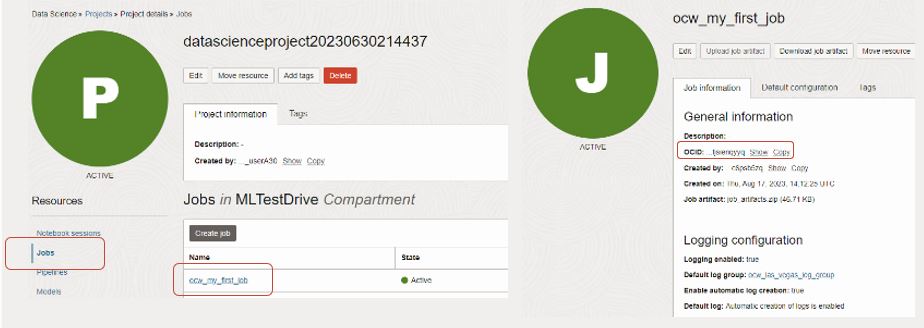 Data Science » Projects » Project details » Jobs
P
ACTIVE
datascienceproject20230630214437
Edit Move resource Add tags Delete
Project information Tags
Description: -
Created by: ..._userA30 Show Copy
Resources
Notebook sessions
Jobs
Pipelines
Models
Jobs in MLTestDrive Compartment
Create job
Name State
ocw_my_first_job Active
J
ACTIVE
ocw_my_first_job
Edit Upload job artifact Download job artifact Move resource
Job information Default configuration Tags
General information
Description:
OCID: Show Copy
Created by: Show Copy
Created on: Thu, Aug 17, 2023, 14:12:25 UTC
Job artifact: job_artifacts.zip (46.71 KB)
Logging configuration
Logging enabled: true
Default log group: ocw_las_vegas_log_group
Enable automatic log creation: true
Default log: Automatic creation of logs is enabled